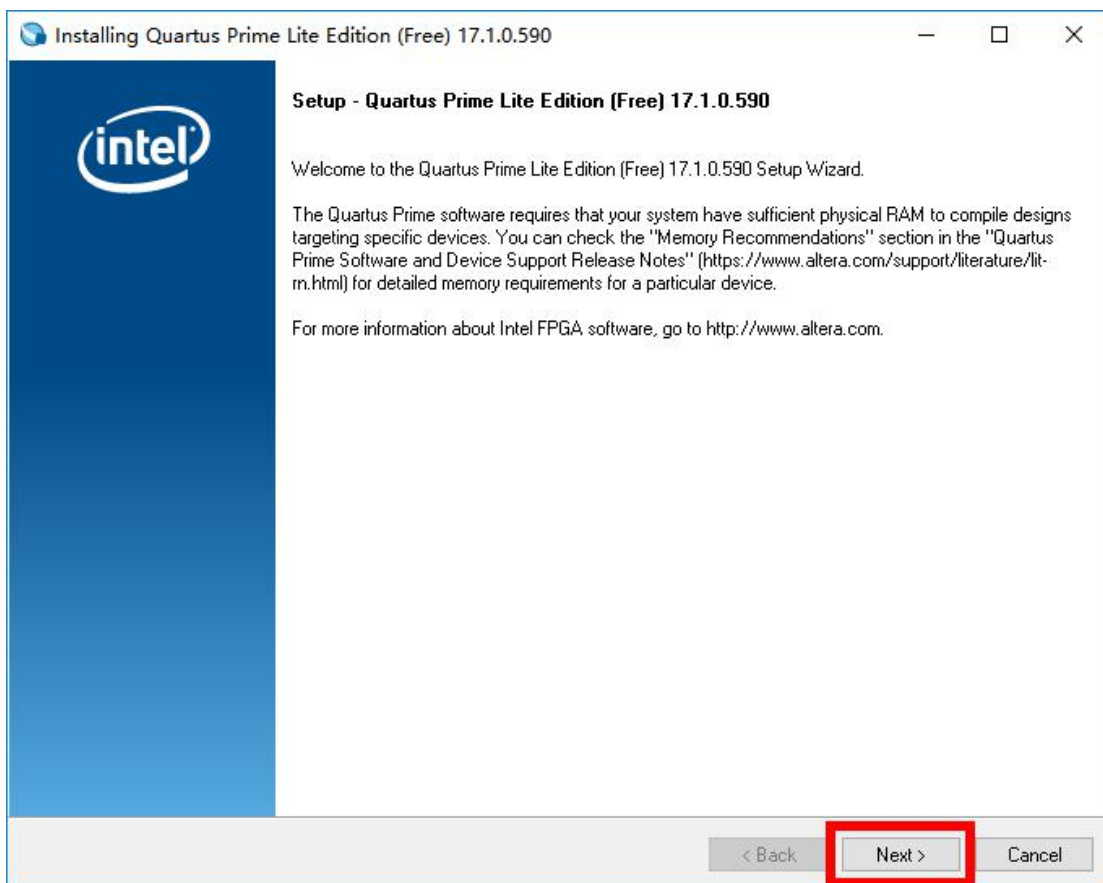 Installing Quartus Prime Lite Edition (Free) 17.1.0.590
intel
Setup - Quartus Prime Lite Edition (Free) 17.1.0.590
Welcome to the Quartus Prime Lite Edition (Free) 17.1.0.590 Setup Wizard.
The Quartus Prime software requires that your system have sufficient physical RAM to compile designs
targeting specific devices. You can check the "Memory Recommendations" section in the "Quartus
Prime Software and Device Support Release Notes" (https://www.altera.com/support/literature/lit-
rn.html) for detailed memory requirements for a particular device.
For more information about Intel FPGA software, go to http://www.altera.com.
< Back
Next >
Cancel